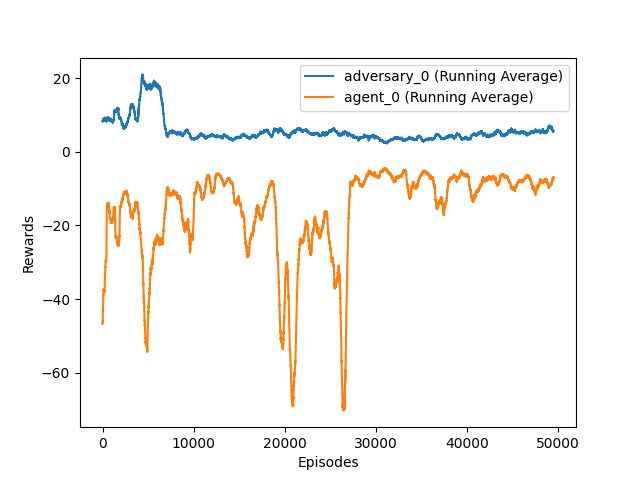 adversary_0 (Running Average)
agent_0 (Running Average)
20
0
−20
−40
−60
Rewards
0 10000 20000 30000 40000 50000
Episodes